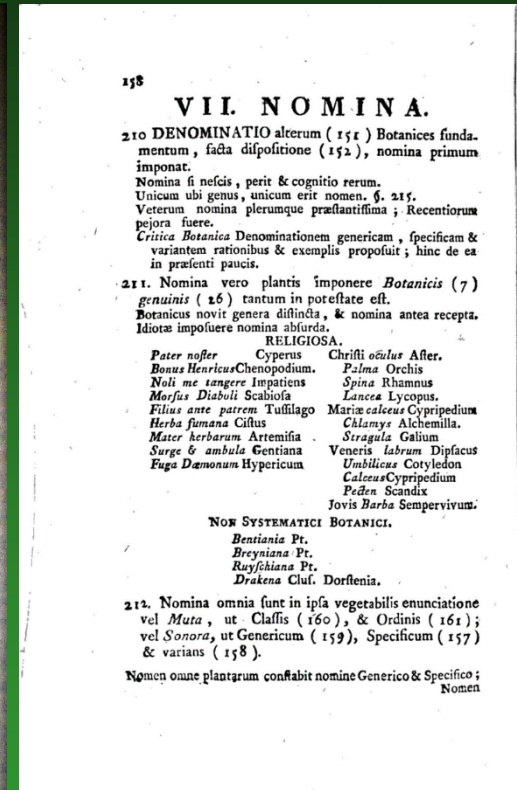 158
VII. NOMINA.
210 DENOMINATIO alterum (151) Botanices funda-
mentum, facta dispositione (152), nomina primum
imponat.
Nomina si nescis, perit & cognitio rerum.
Unicum ubi genus, unicum erit nomen. §. 215.
Veterum nomina plerumque præstantissima; Recentiorum
pejora fuere.
Critica Botanica Denominationem genericam, specificam &
variantem rationibus & exemplis proposuit; hinc de ea
in præsenti paucis.
211. Nomina vero plantis imponere Botanicis (7)
genuinis (26) tantum in potestate est.
Botanicus novit genera distincta, & nomina antea recepta.
Idiotæ imposuere nomina absurda.
RELIGIOSA.
Pater noster Cyperus
Bonus Henricus Chenopodium.
Noli me tangere Impatiens
Morsus Diaboli Scabiosa
Filius ante patrem Tussilago
Herba fumana Cistus
Mater herbarum Artemisia
Surge & ambula Gentiana
Fuga Dæmonum Hypericum
Christi oculus Aster.
Palma Orchis
Spina Rhamnus
Lancea Lycopus.
Mariæ calceus Cypripedium
Chlamys Alchemilla.
Stragula Galium
Veneris labrum Dipsacus
Umbilicus Cotyledon
Calceus Cypripedium
Pecten Scandix
Jovis Barba Sempervivum.
NON SYSTEMATICI BOTANICI.
Bentiania Pt.
Breyniana Pt.
Ruyschiana Pt.
Drakena Clus. Dorstenia.
212. Nomina omnia sunt in ipsa vegetabilis enunciatione
vel Muta, ut Classis (160), & Ordinis (161);
vel Sonora, ut Genericum (159), Specificum (157)
& varians (158).
Nomen omne plantarum constabit nomine Generico & Specifico;
Nomen